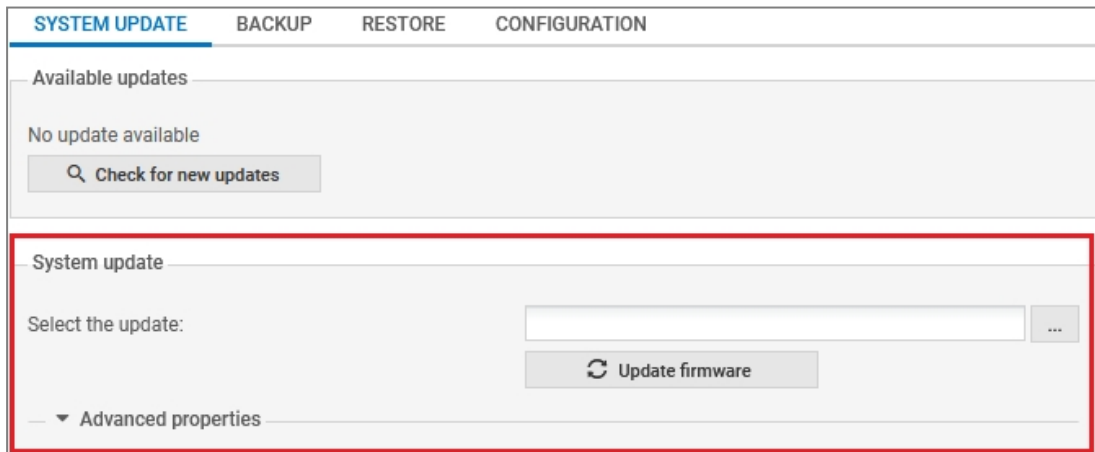 SYSTEM UPDATE BACKUP RESTORE CONFIGURATION
Available updates
No update available
Check for new updates
System update
Select the update: ...
Update firmware
Advanced properties